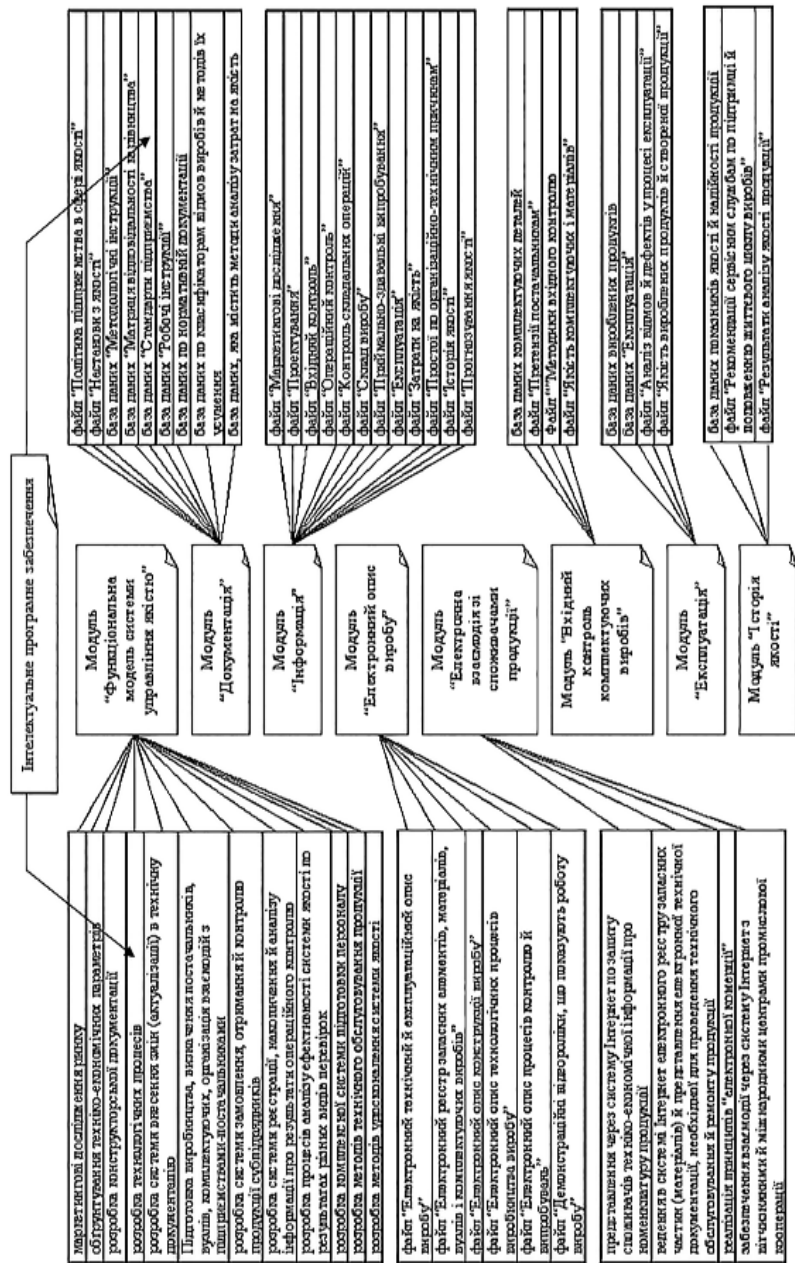 Інтелектуальне програмне забезпечення
маркетингові дослідження ринку
обґрунтування техніко-економічних параметрів
розробка конструкторської документації
розробка технологічних процесів
розробка системи внесення змін (актуалізації) в технічну
документацію
Підготовка виробництва, визначення постачальників,
вузлів, комплектуючих, організація взаємодій з
підприємствами-постачальниками
розробка системи замовлення, отримання й контролю
продукції субпідрядників
розробка системи реєстрації, накопичення й аналізу
інформації про результати операційного контролю
розробка процесів аналізу ефективності системи якості по
результатах різних видів перевірок
розробка комплексної системи підготовки персоналу
розробка методів технічного обслуговування продукції
розробка методів удосконалення системи якості
файл “Електронний технічний й експлуатаційний опис
виробу”
файл “Електронний реєстр запасних елементів, матеріалів,
вузлів і комплектуючих виробів”
файл “Електронний опис конструкції виробу”
файл “Електронний опис технологічних процесів
виробництва виробу”
файл “Електронний опис процесів контролю й
випробувань”
файл “Демонстраційні відеоролики, що показують роботу
виробу”
представлення через систему Інтернет по запиту
споживачів техніко-економічної інформації про
номенклатуру продукції
ведення в системі Інтернет електронного реєстру запасних
частин (матеріалів) й представлення електронної технічної
документації, необхідної для проведення технічного
обслуговування й ремонту продукції
реалізація принципів “електронної комерції”
забезпечення взаємодії через систему Інтернет з
вітчизняними й міжнародними центрами промислової
кооперації
Модуль
“Функціональна
модель системи
управління якістю”
Модуль
“Документація”
Модуль
“Інформація”
Модуль
“Електронний опис
виробу”
Модуль
“Електронна
взаємодія зі
споживачами
продукції”
Модуль “Вхідний
контроль
комплектуючих
виробів”
Модуль
“Експлуатація”
Модуль “Історія
якості”
файл “Політика підприємства в сфері якості”
файл “Настанови з якості”
база даних “Методологічні інструкції”
база даних “Матриця відповідальності керівництва”
база даних “Стандарти підприємства”
база даних “Робочі інструкції”
база даних по нормативній документації
база даних по класифікаторам відмов виробів й методів їх
усунення
база даних, яка містить методи аналізу затрат на якість
файл “Маркетингові дослідження”
файл “Проектування”
файл “Вхідний контроль”
файл “Операційний контроль”
файл “Контроль складальних операцій”
файл “Склад виробу”
файл “Приймально-здавальні випробування”
файл “Експлуатація”
файл “Затрати на якість”
файл “Простої по організаційно-технічним причинам”
файл “Історія якості”
файл “Прогнозування якості”
база даних комплектуючих деталей
файл “Претензії постачальникам”
Файл “"Методики вхідного контролю
файл “Якість комплектуючих і матеріалів”
база даних вироблених продуктів
база даних “Експлуатація”
файл “Аналіз відмов й дефектів у процесі експлуатації”
файл “Якість вироблених продуктів й створеної продукції”
база даних показників якості й надійності продукції
файл “Рекомендації сервісним службам по підтримці й
подовженню життєвого циклу виробів”
файл “Результати аналізу якості продукції”